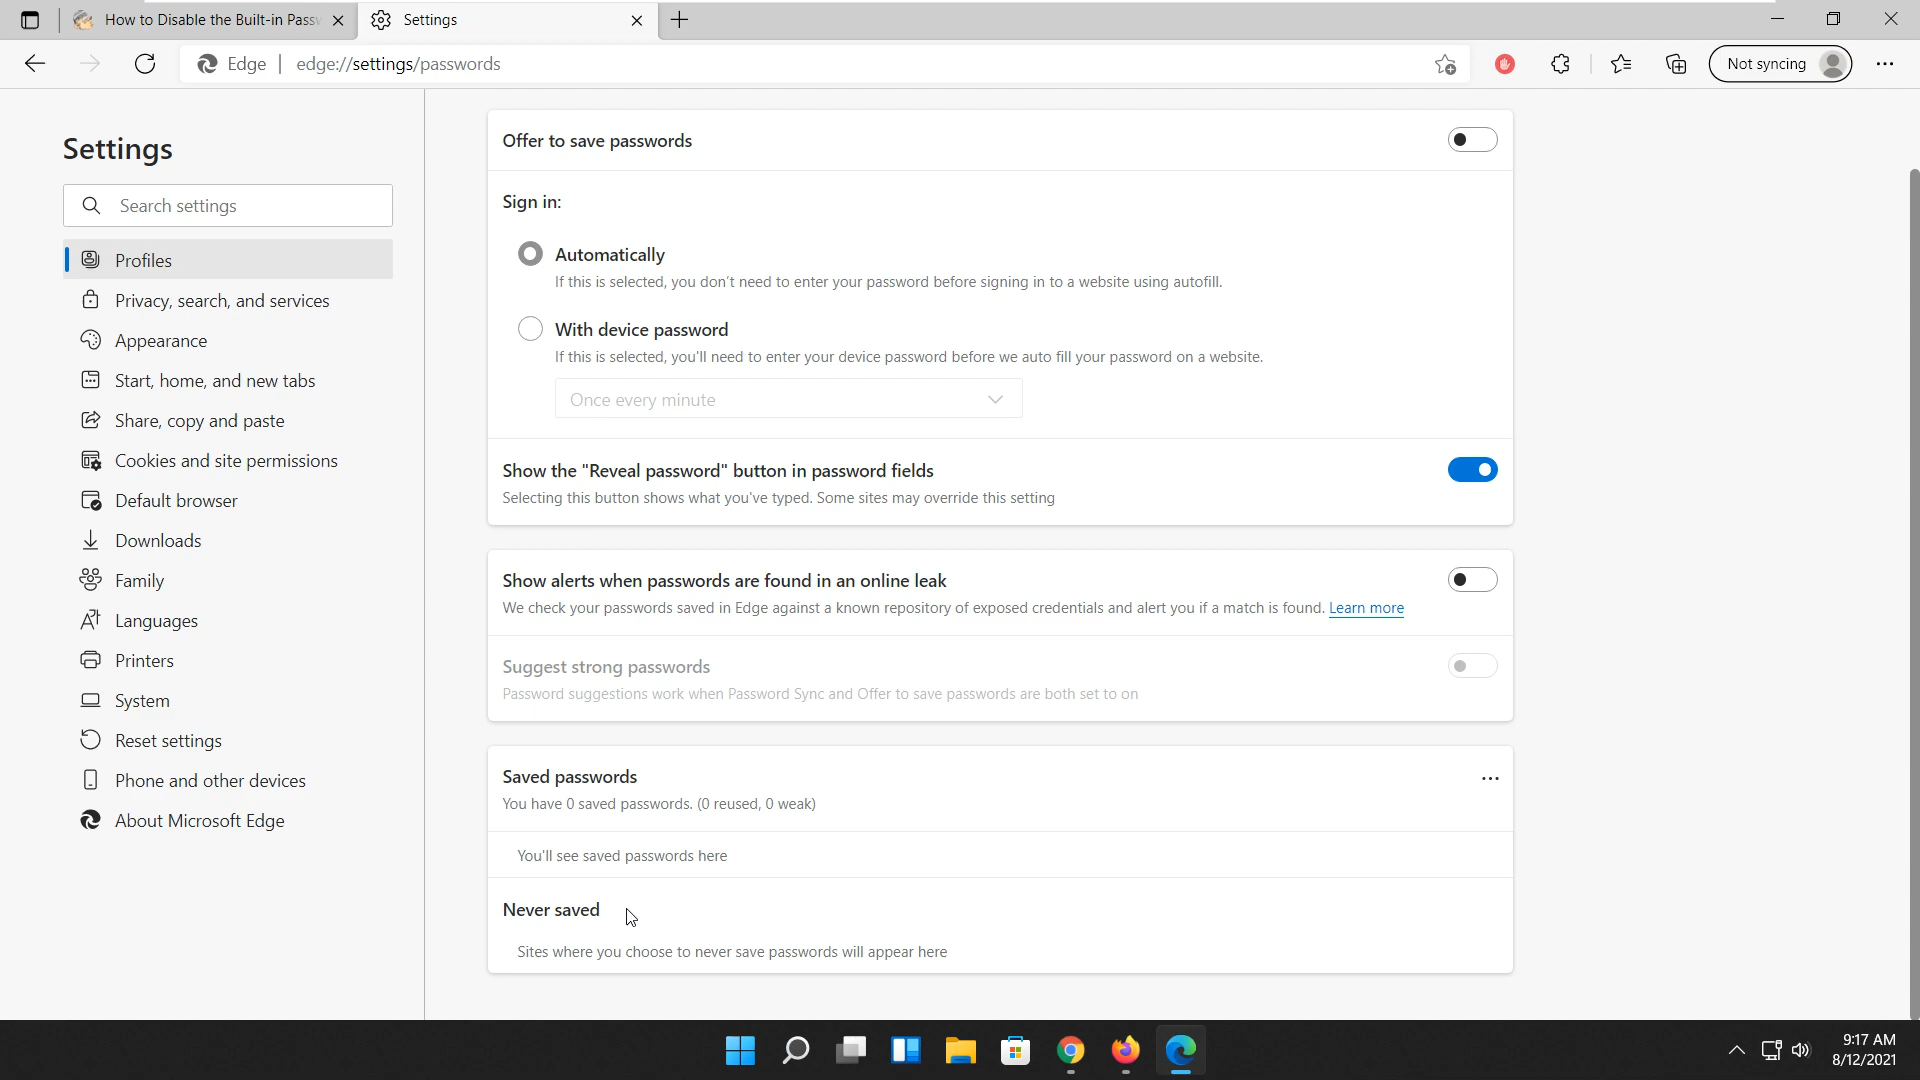 How to Disable the Built-in Passw
Settings
Edge | edge://settings/passwords
Not syncing
Settings
Search settings
Profiles
Privacy, search, and services
Appearance
Start, home, and new tabs
Share, copy and paste
Cookies and site permissions
Default browser
Downloads
Family
Languages
Printers
System
Reset settings
Phone and other devices
About Microsoft Edge
Offer to save passwords
Sign in:
Automatically
If this is selected, you don't need to enter your password before signing in to a website using autofill.
With device password
If this is selected, you'll need to enter your device password before we auto fill your password on a website.
Once every minute
Show the "Reveal password" button in password fields
Selecting this button shows what you've typed. Some sites may override this setting
Show alerts when passwords are found in an online leak
We check your passwords saved in Edge against a known repository of exposed credentials and alert you if a match is found. Learn more
Suggest strong passwords
Password suggestions work when Password Sync and Offer to save passwords are both set to on
Saved passwords
You have 0 saved passwords. (0 reused, 0 weak)
You'll see saved passwords here
Never saved
Sites where you choose to never save passwords will appear here
9:17 AM
8/12/2021